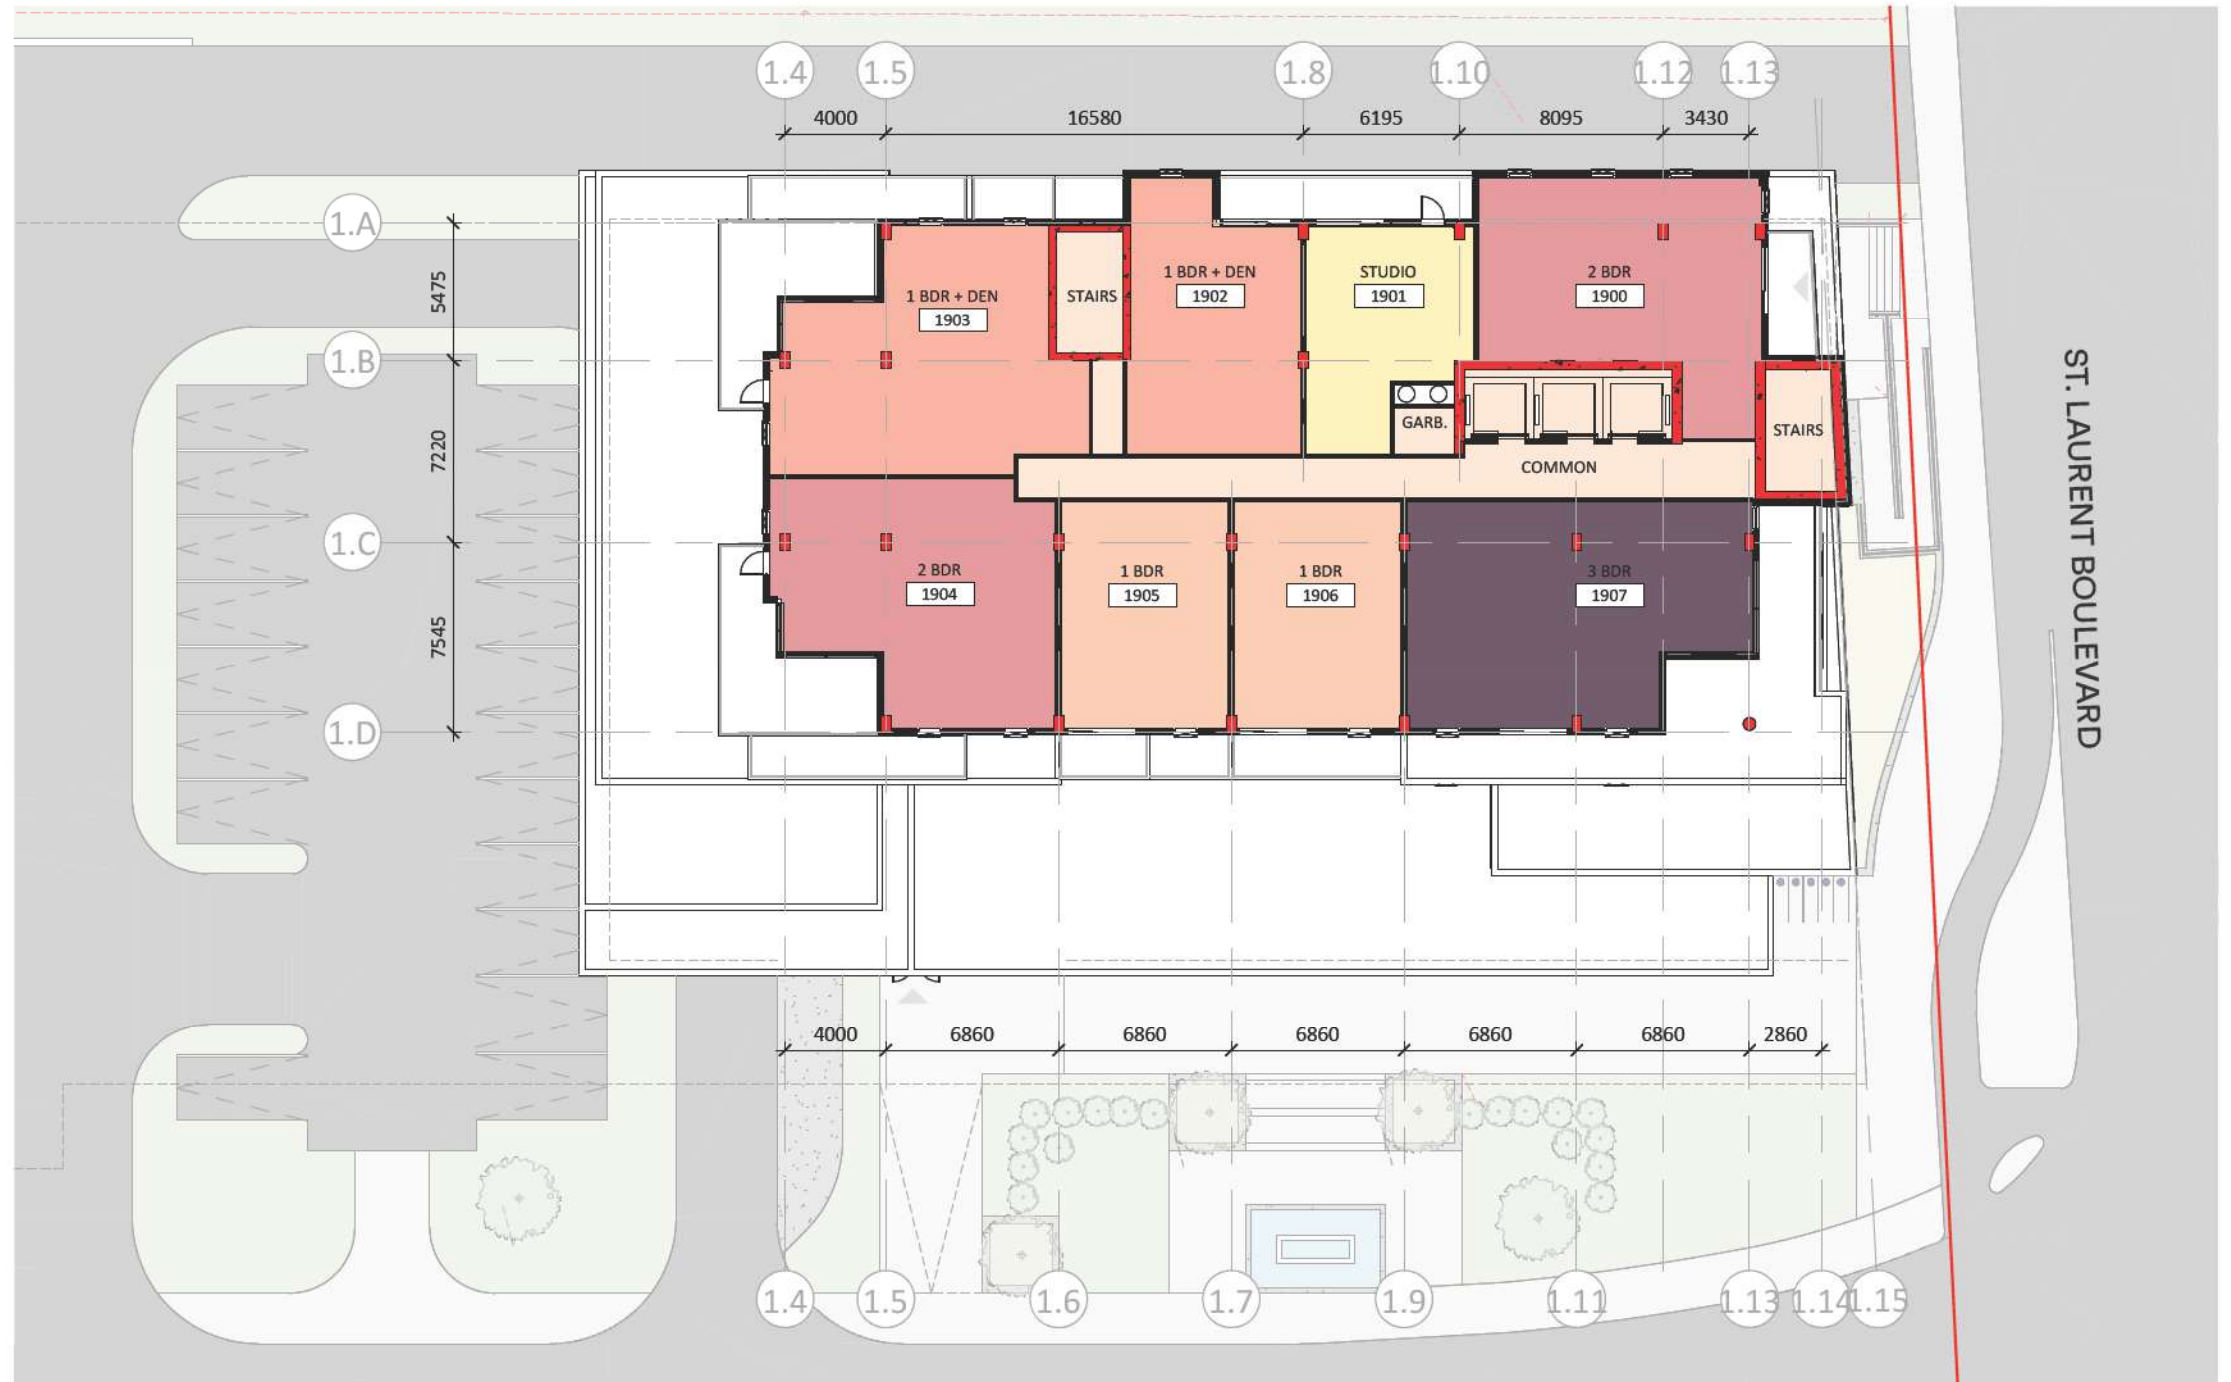 1.4 1.5 1.8 1.10 1.12 1.13
4000 16580 6195 8095 3430
1.A
5475
1.B
7220
1.C
7545
1.D
1 BDR + DEN
1903
STAIRS
1 BDR + DEN
1902
STUDIO
1901
2 BDR
1900
GARB.
STAIRS
COMMON
2 BDR
1904
1 BDR
1905
1 BDR
1906
3 BDR
1907
ST. LAURENT BOULEVARD
4000 6860 6860 6860 6860 6860 2860
1.4 1.5 1.6 1.7 1.9 1.11 1.13 1.14 1.15